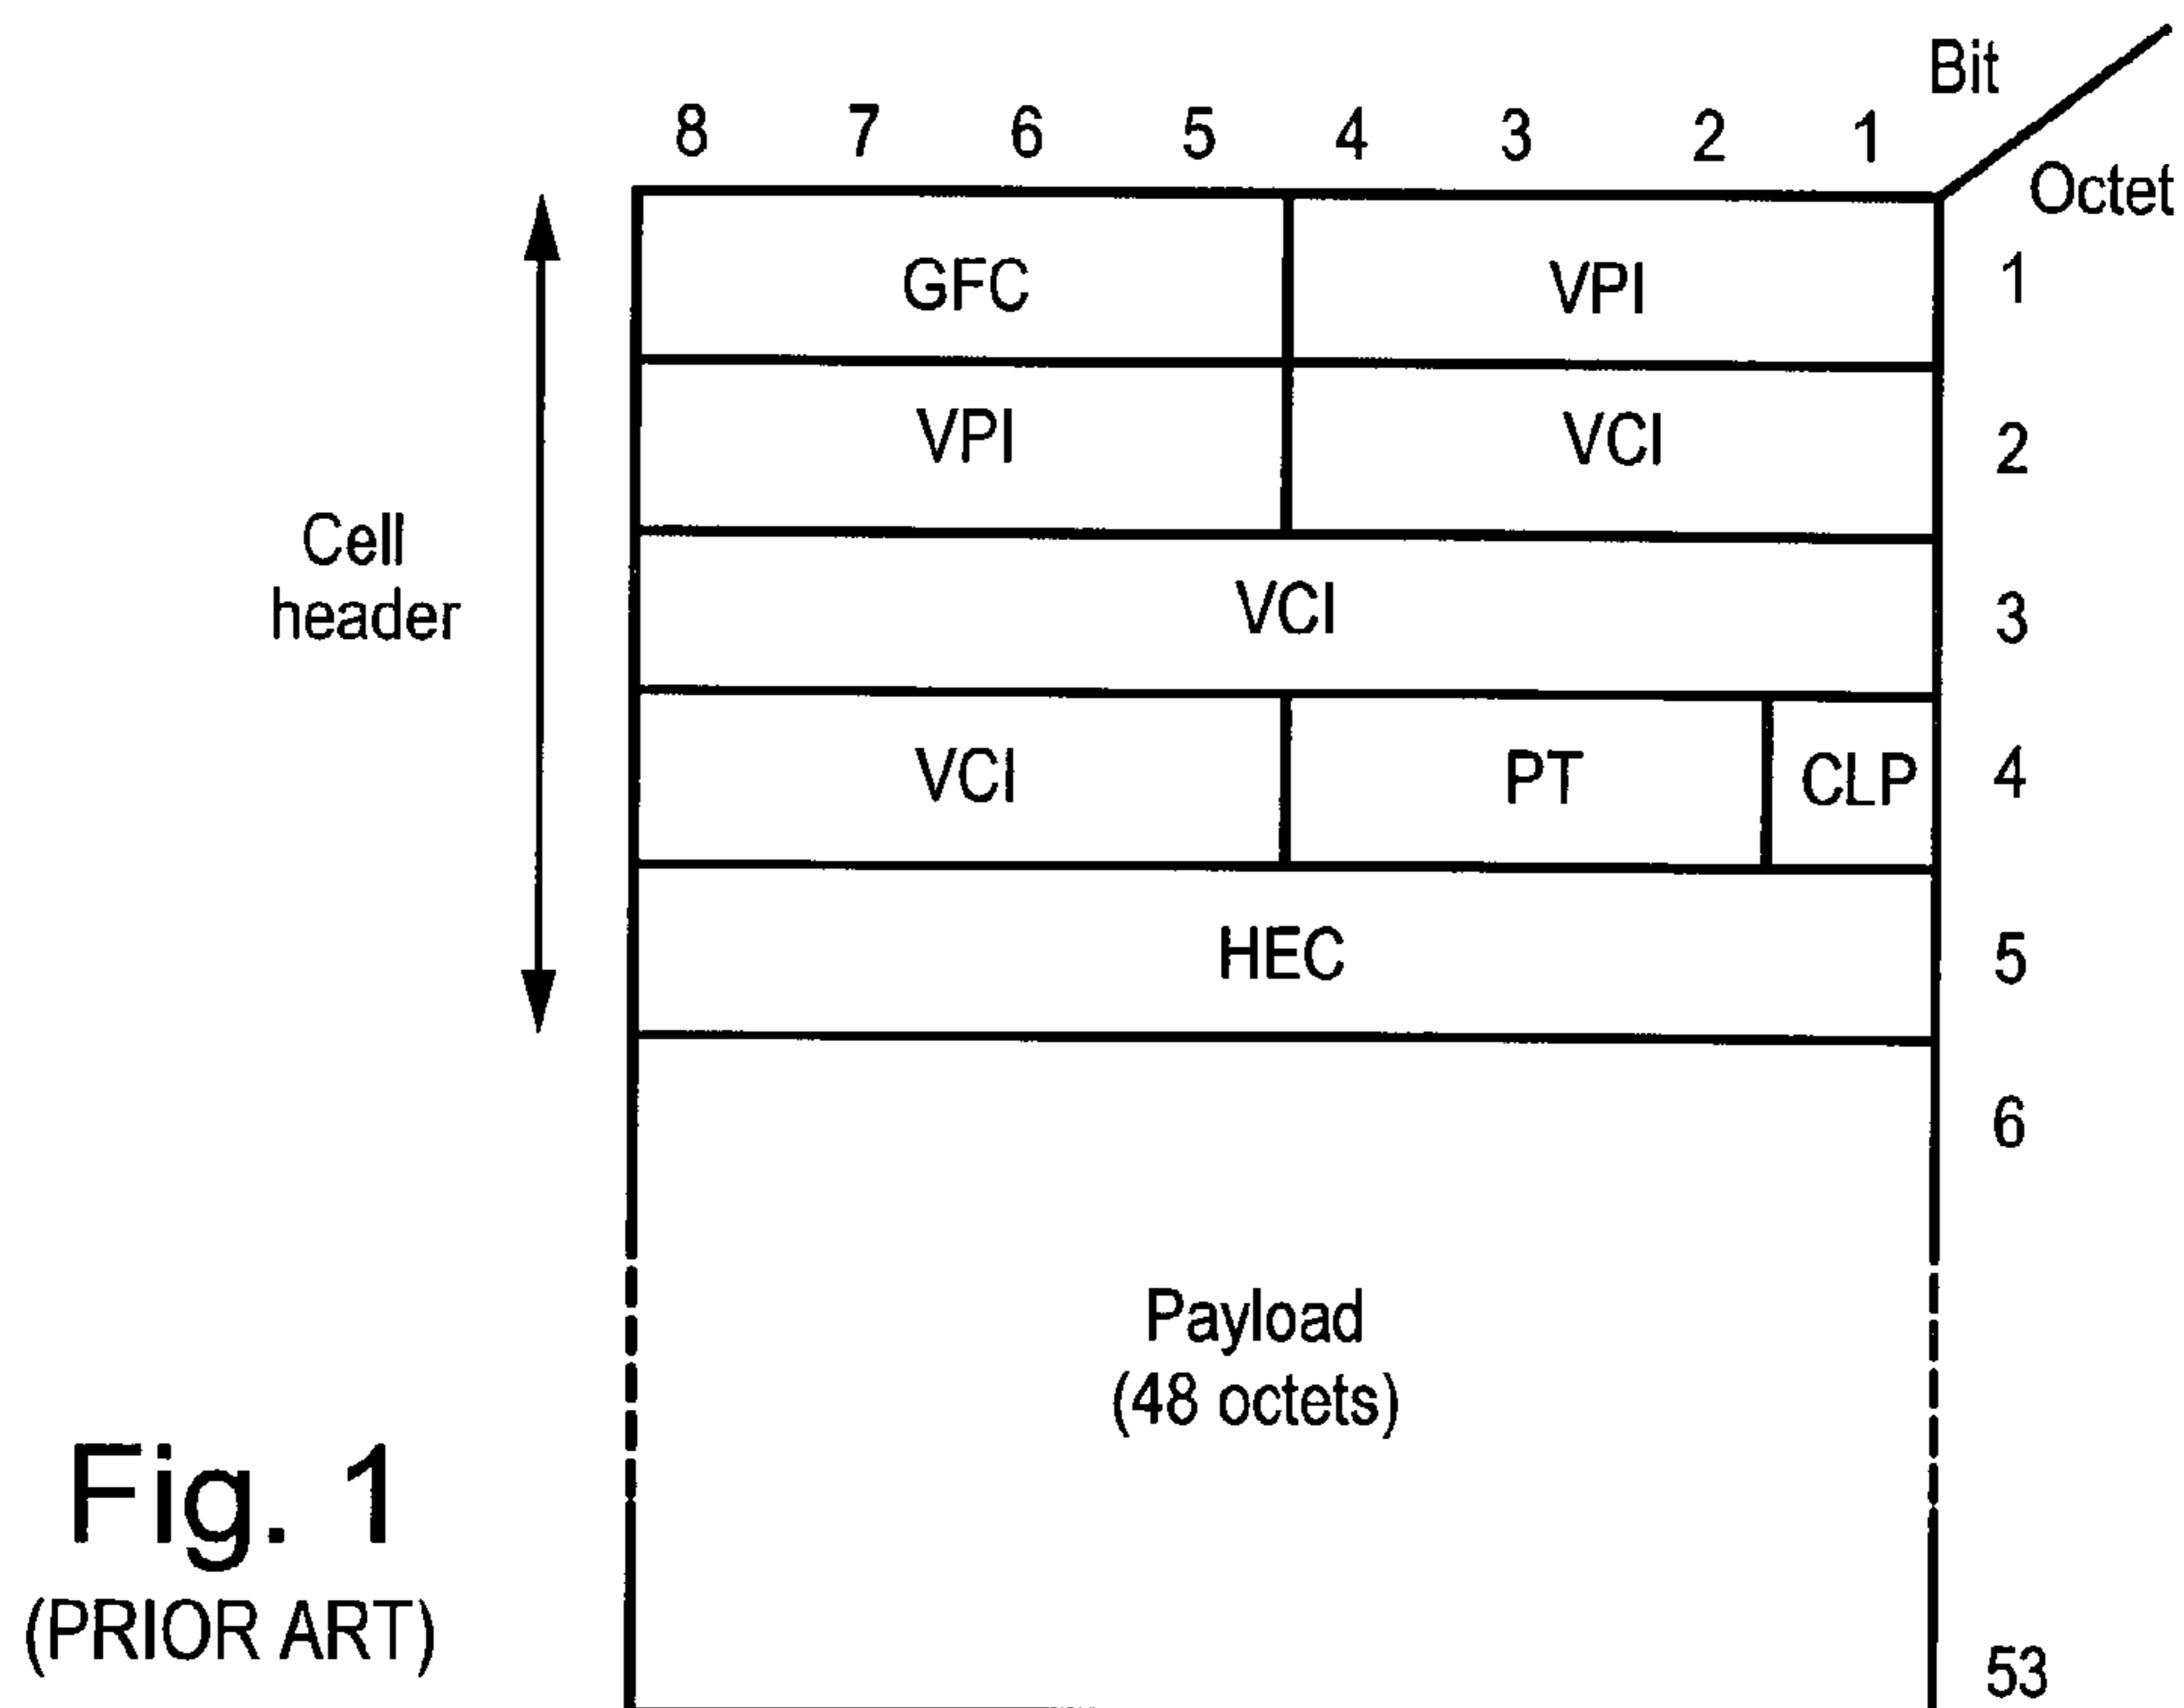 Bit
8 7 6 5 4 3 2 1
Octet
GFC VPI 1
VPI VCI 2
Cell
header
VCI 3
VCI PT CLP 4
HEC 5
6
Payload
(48 octets)
Fig. 1
(PRIOR ART)
53